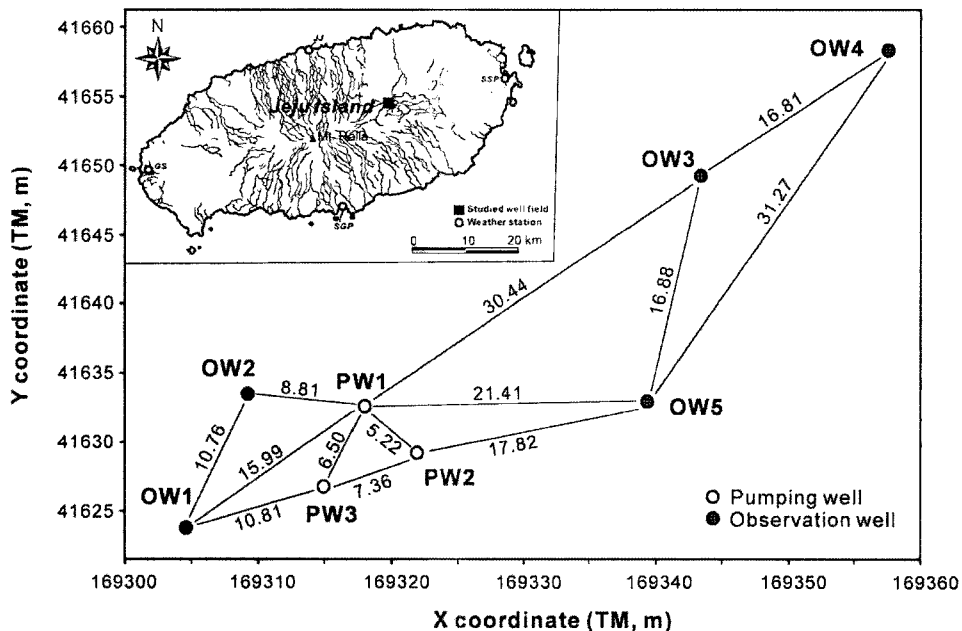 N
JJ
SSP
Jeju Island
Mt. Halla
GS
SGP
Studied well field
Weather station
0 10 20 km
Y coordinate (TM, m)
41660
41655
41650
41645
41640
41635
41630
41625
OW4
16.81
OW3
31.27
30.44
16.88
OW2
8.81
PW1
21.41
OW5
10.76
15.99
6.50
5.22
17.82
PW2
7.36
OW1
10.81
PW3
Pumping well
Observation well
169300 169310 169320 169330 169340 169350 169360
X coordinate (TM, m)